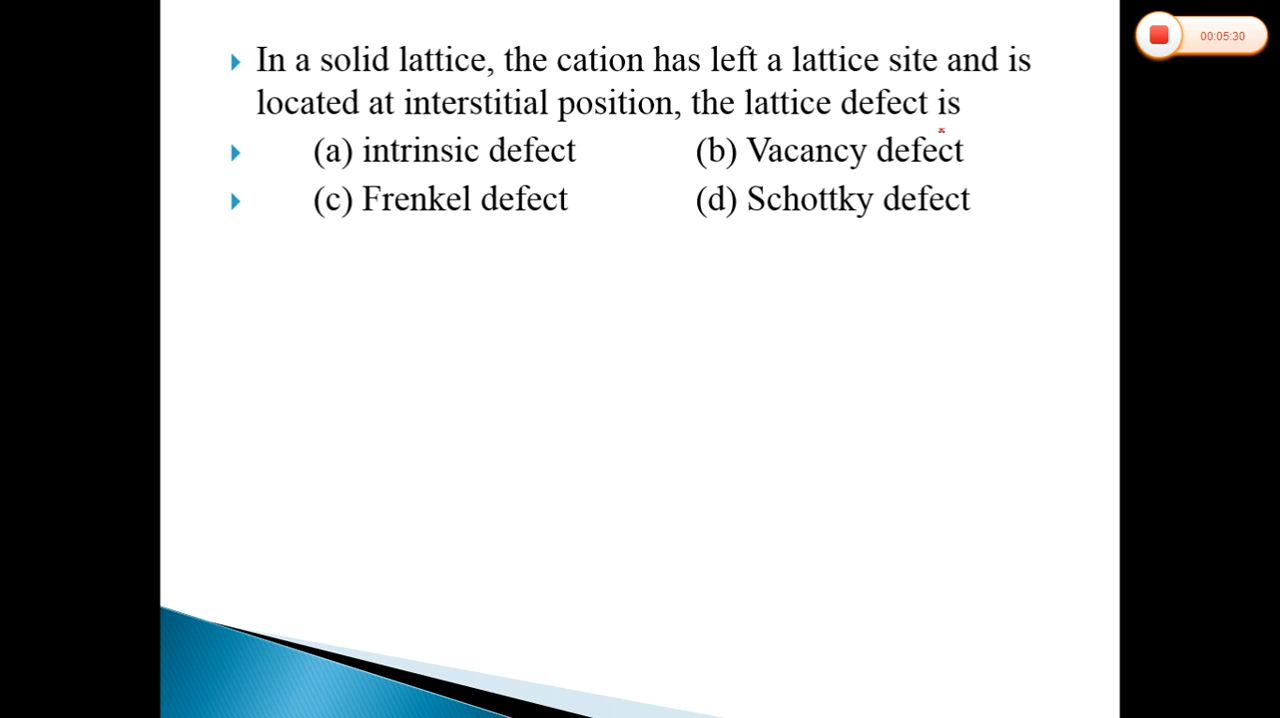 00:05:30
In a solid lattice, the cation has left a lattice site and is
located at interstitial position, the lattice defect is
(a) intrinsic defect (b) Vacancy defect
(c) Frenkel defect (d) Schottky defect